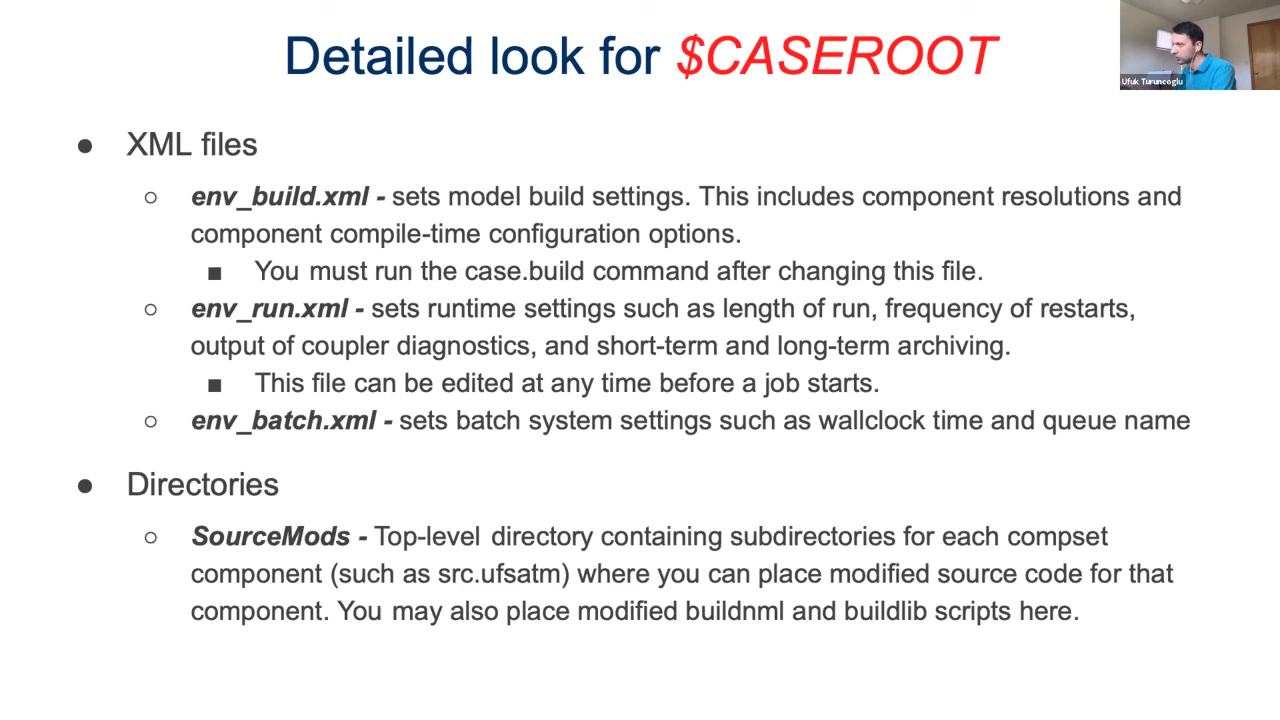 Detailed look for $CASEROOT
Ufuk Turuncoglu
● XML files
○ env_build.xml - sets model build settings. This includes component resolutions and
component compile-time configuration options.
■ You must run the case.build command after changing this file.
○ env_run.xml - sets runtime settings such as length of run, frequency of restarts,
output of coupler diagnostics, and short-term and long-term archiving.
■ This file can be edited at any time before a job starts.
○ env_batch.xml - sets batch system settings such as wallclock time and queue name
● Directories
○ SourceMods - Top-level directory containing subdirectories for each compset
component (such as src.ufsatm) where you can place modified source code for that
component. You may also place modified buildnml and buildlib scripts here.